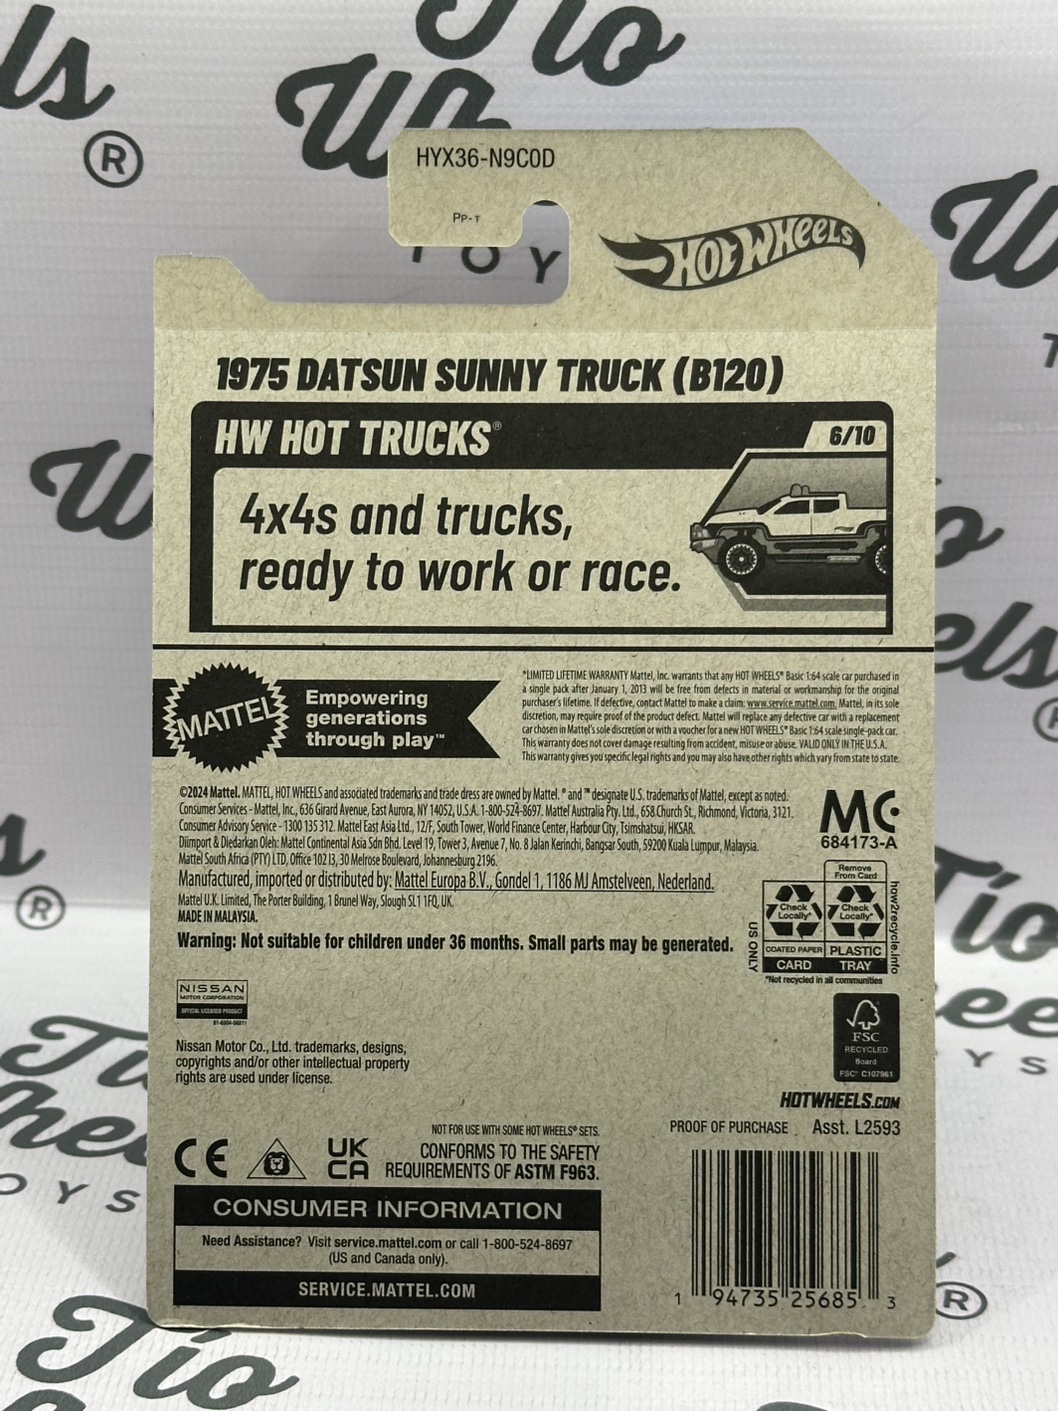 HYX36-N9C0D
Pp-T
HOT WHEELS
1975 DATSUN SUNNY TRUCK (B120)
HW HOT TRUCKS®
6/10
4x4s and trucks,
ready to work or race.
MATTEL
Empowering
generations
through play™
*LIMITED LIFETIME WARRANTY Mattel, Inc. warrants that any HOT WHEELS® Basic 1:64 scale car purchased in
a single pack after January 1, 2013 will be free from defects in material or workmanship for the original
purchaser's lifetime. If defective, contact Mattel to make a claim: www.service.mattel.com. Mattel, in its sole
discretion, may require proof of the product defect. Mattel will replace any defective car with a replacement
car chosen in Mattel's sole discretion or with a voucher for a new HOT WHEELS® Basic 1:64 scale single-pack car.
This warranty does not cover damage resulting from accident, misuse or abuse. VALID ONLY IN THE U.S.A.
This warranty gives you specific legal rights and you may also have other rights which vary from state to state.
©2024 Mattel. MATTEL, HOT WHEELS and associated trademarks and trade dress are owned by Mattel. ® and ™ designate U.S. trademarks of Mattel, except as noted.
Consumer Services - Mattel, Inc., 636 Girard Avenue, East Aurora, NY 14052, U.S.A. 1-800-524-8697. Mattel Australia Pty. Ltd., 658 Church St., Richmond, Victoria, 3121.
Consumer Advisory Service - 1300 135 312. Mattel East Asia Ltd., 12/F, South Tower, World Finance Center, Harbour City, Tsimshatsui, HKSAR.
Diimport & Diedarkan Oleh: Mattel Continental Asia Sdn Bhd. Level 19, Tower 3, Avenue 7, No. 8 Jalan Kerinchi, Bangsar South, 59200 Kuala Lumpur, Malaysia.
Mattel South Africa (PTY) LTD, Office 102 I3, 30 Melrose Boulevard, Johannesburg 2196.
Manufactured, imported or distributed by: Mattel Europa B.V., Gondel 1, 1186 MJ Amstelveen, Nederland.
Mattel U.K. Limited, The Porter Building, 1 Brunel Way, Slough SL1 1FQ, UK.
MADE IN MALAYSIA.
Warning: Not suitable for children under 36 months. Small parts may be generated.
MC
684173-A
Remove
From Card
Check
Locally*
Check
Locally*
COATED PAPER
PLASTIC
CARD
TRAY
US ONLY
how2recycle.info
*Not recycled in all communities
NISSAN
MOTOR CORPORATION
OFFICIAL LICENSED PRODUCT
Nissan Motor Co., Ltd. trademarks, designs,
copyrights and/or other intellectual property
rights are used under license.
FSC
RECYCLED
Board
FSC® C107961
HOTWHEELS.COM
PROOF OF PURCHASE Asst. L2593
NOT FOR USE WITH SOME HOT WHEELS® SETS.
CE
UK
CA
CONFORMS TO THE SAFETY
REQUIREMENTS OF ASTM F963.
CONSUMER INFORMATION
Need Assistance? Visit service.mattel.com or call 1-800-524-8697
(US and Canada only).
SERVICE.MATTEL.COM
1 94735 25685 3
Tio
Wheels
®
TOYS